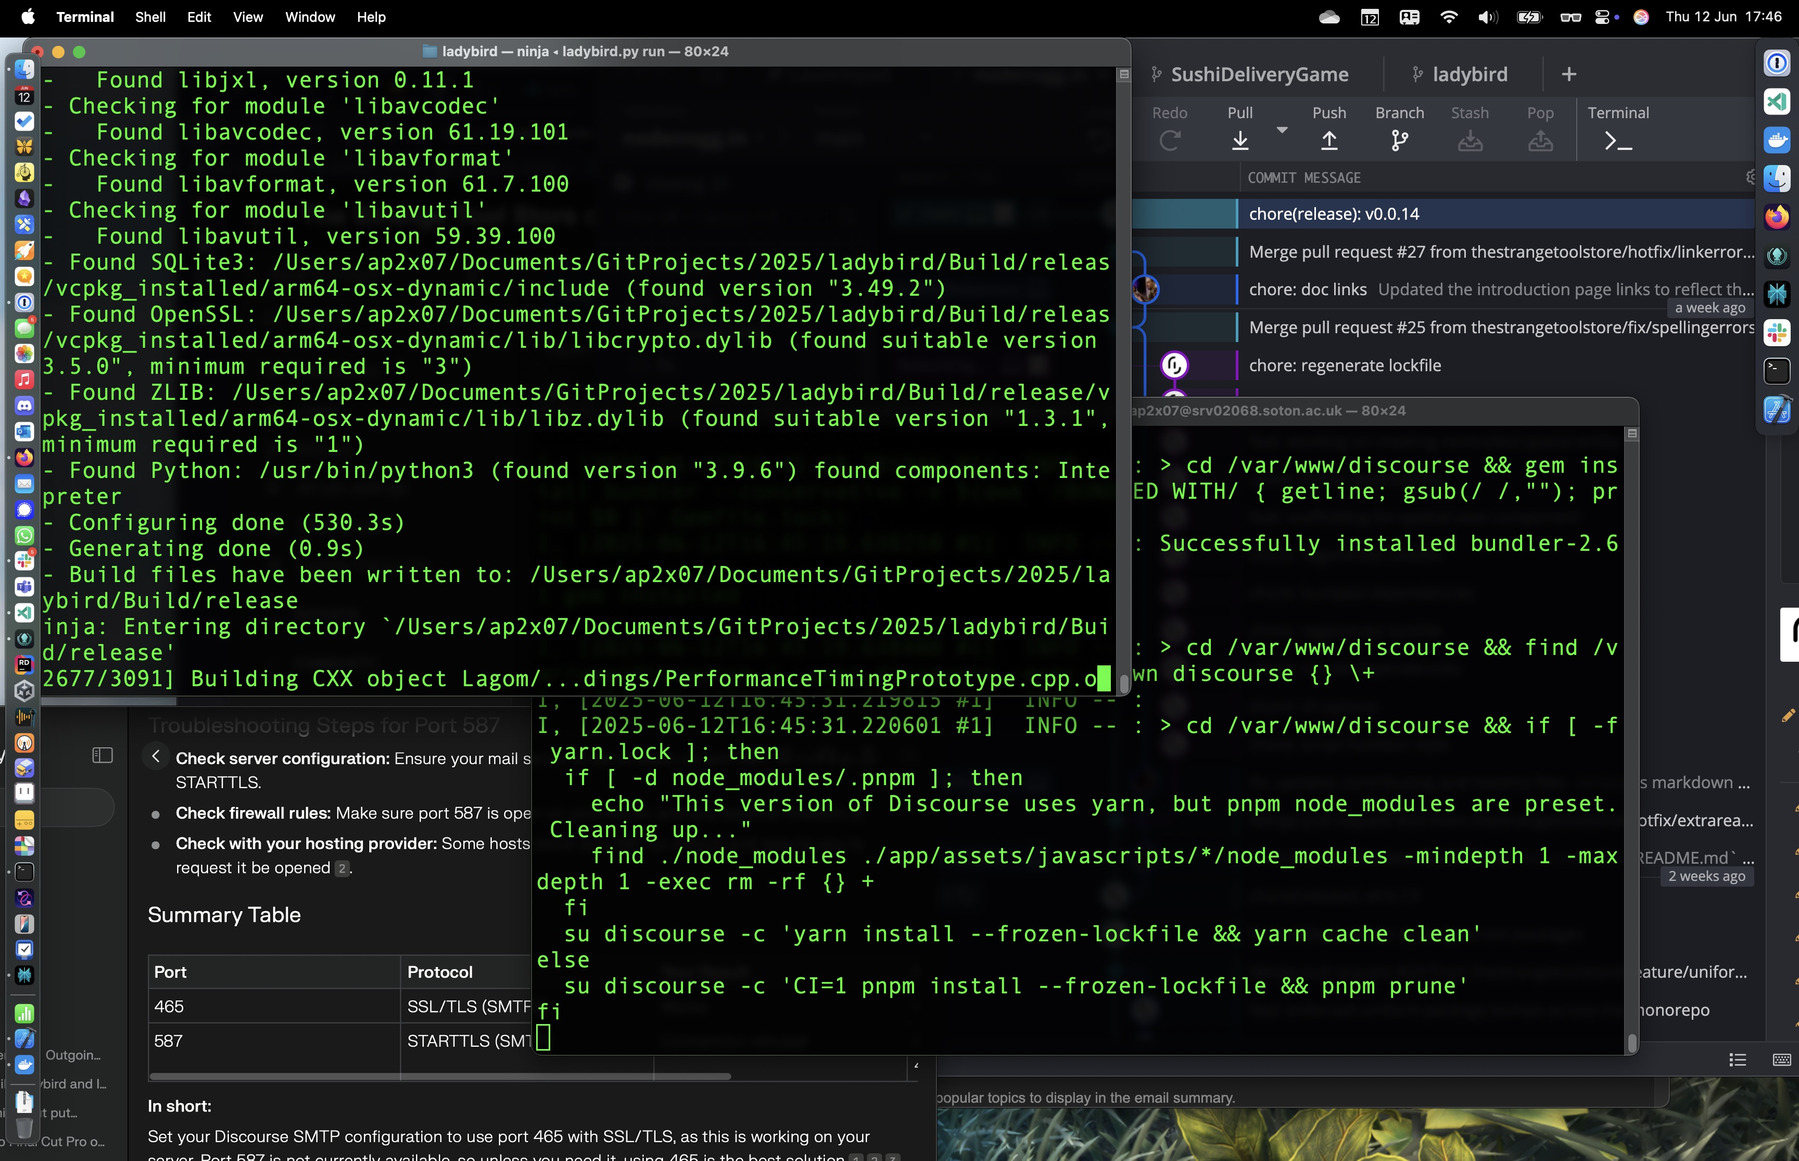 Terminal Shell Edit View Window Help
12
Thu 12 Jun 17:46
ladybird — ninja ◂ ladybird.py run — 80×24
-   Found libjxl, version 0.11.1
- Checking for module 'libavcodec'
-   Found libavcodec, version 61.19.101
- Checking for module 'libavformat'
-   Found libavformat, version 61.7.100
- Checking for module 'libavutil'
-   Found libavutil, version 59.39.100
- Found SQLite3: /Users/ap2x07/Documents/GitProjects/2025/ladybird/Build/releas
/vcpkg_installed/arm64-osx-dynamic/include (found version "3.49.2")
- Found OpenSSL: /Users/ap2x07/Documents/GitProjects/2025/ladybird/Build/releas
/vcpkg_installed/arm64-osx-dynamic/lib/libcrypto.dylib (found suitable version
3.5.0", minimum required is "3")
- Found ZLIB: /Users/ap2x07/Documents/GitProjects/2025/ladybird/Build/release/v
pkg_installed/arm64-osx-dynamic/lib/libz.dylib (found suitable version "1.3.1",
minimum required is "1")
- Found Python: /usr/bin/python3 (found version "3.9.6") found components: Inte
preter
- Configuring done (530.3s)
- Generating done (0.9s)
- Build files have been written to: /Users/ap2x07/Documents/GitProjects/2025/la
ybird/Build/release
inja: Entering directory `/Users/ap2x07/Documents/GitProjects/2025/ladybird/Bui
d/release'
2677/3091] Building CXX object Lagom/...dings/PerformanceTimingPrototype.cpp.o
SushiDeliveryGame
ladybird
+
Redo Pull Push Branch Stash Pop Terminal
COMMIT MESSAGE
chore(release): v0.0.14
Merge pull request #27 from thestrangetoolstore/hotfix/linkerror...
chore: doc links Updated the introduction page links to reflect th...
a week ago
Merge pull request #25 from thestrangetoolstore/fix/spellingerrors
chore: regenerate lockfile
ap2x07@srv02068.soton.ac.uk — 80×24
: > cd /var/www/discourse && gem ins
ED WITH/ { getline; gsub(/ /,""); pr
: Successfully installed bundler-2.6
: > cd /var/www/discourse && find /v
wn discourse {} \+
I, [2025-06-12T16:45:31.219815 #1]  INFO -- :
I, [2025-06-12T16:45:31.220601 #1]  INFO -- : > cd /var/www/discourse && if [ -f
yarn.lock ]; then
if [ -d node_modules/.pnpm ]; then
echo "This version of Discourse uses yarn, but pnpm node_modules are preset.
Cleaning up..."
find ./node_modules ./app/assets/javascripts/*/node_modules -mindepth 1 -max
depth 1 -exec rm -rf {} +
fi
su discourse -c 'yarn install --frozen-lockfile && yarn cache clean'
else
su discourse -c 'CI=1 pnpm install --frozen-lockfile && pnpm prune'
fi
s markdown ...
otfix/extrarea...
README.md` ...
2 weeks ago
eature/unifor...
onorepo
Troubleshooting Steps for Port 587
Check server configuration: Ensure your mail s
STARTTLS.
Check firewall rules: Make sure port 587 is ope
Check with your hosting provider: Some hosts
request it be opened 2.
Summary Table
Port Protocol
465 SSL/TLS (SMTP
587 STARTTLS (SMT
Outgoin...
In short:
Set your Discourse SMTP configuration to use port 465 with SSL/TLS, as this is working on your
server. Port 587 is not currently available, so unless you need it, using 465 is the best solution
ybird and l...
t put...
Final Cut Pro o...
popular topics to display in the email summary.